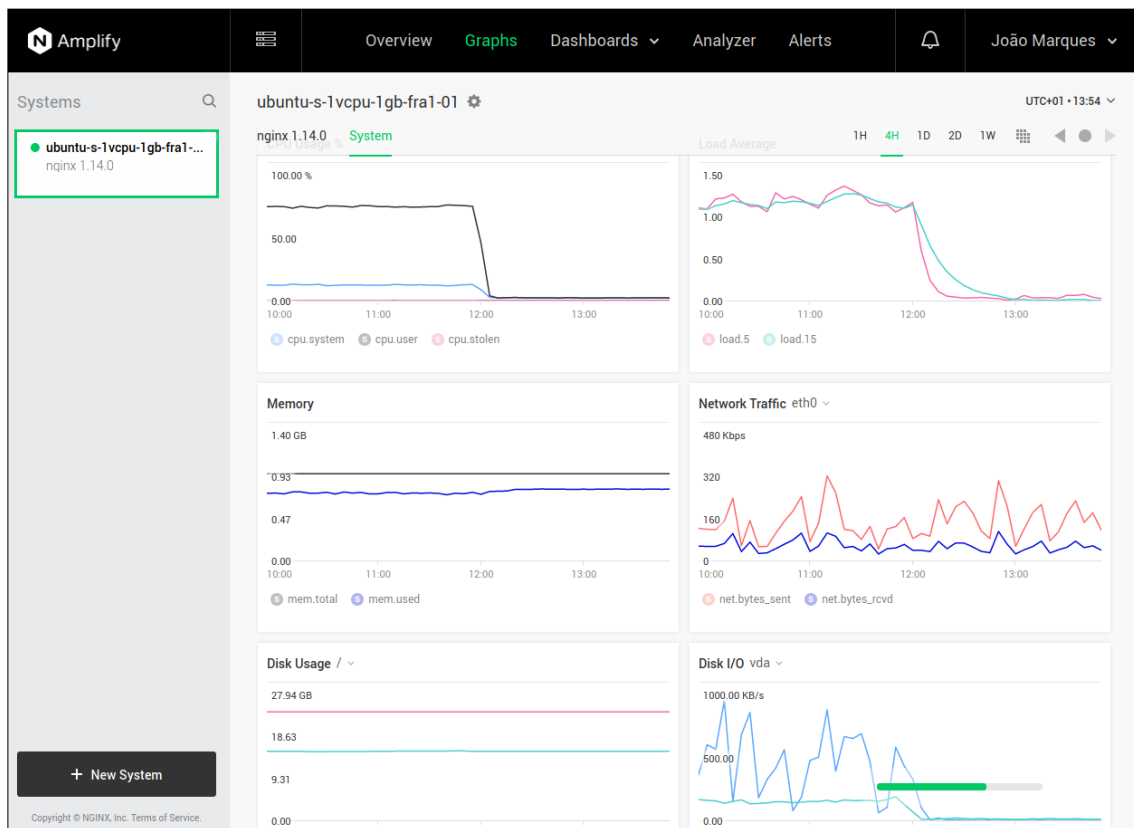 Amplify
Overview
Graphs
Dashboards
Analyzer
Alerts
João Marques
Systems
ubuntu-s-1vcpu-1gb-fra1-...
nginx 1.14.0
+ New System
Copyright © NGINX, Inc. Terms of Service.
ubuntu-s-1vcpu-1gb-fra1-01
UTC+01 • 13:54
nginx 1.14.0
System
1H 4H 1D 2D 1W
CPU Usage %
100.00 %
50.00
0.00
10:00 11:00 12:00 13:00
S cpu.system S cpu.user S cpu.stolen
Load Average
1.50
1.00
0.50
0.00
10:00 11:00 12:00 13:00
S load.5 S load.15
Memory
1.40 GB
0.93
0.47
0.00
10:00 11:00 12:00 13:00
S mem.total S mem.used
Network Traffic eth0
480 Kbps
320
160
0
10:00 11:00 12:00 13:00
S net.bytes_sent S net.bytes_rcvd
Disk Usage /
27.94 GB
18.63
9.31
0.00
Disk I/O vda
1000.00 KB/s
500.00
0.00